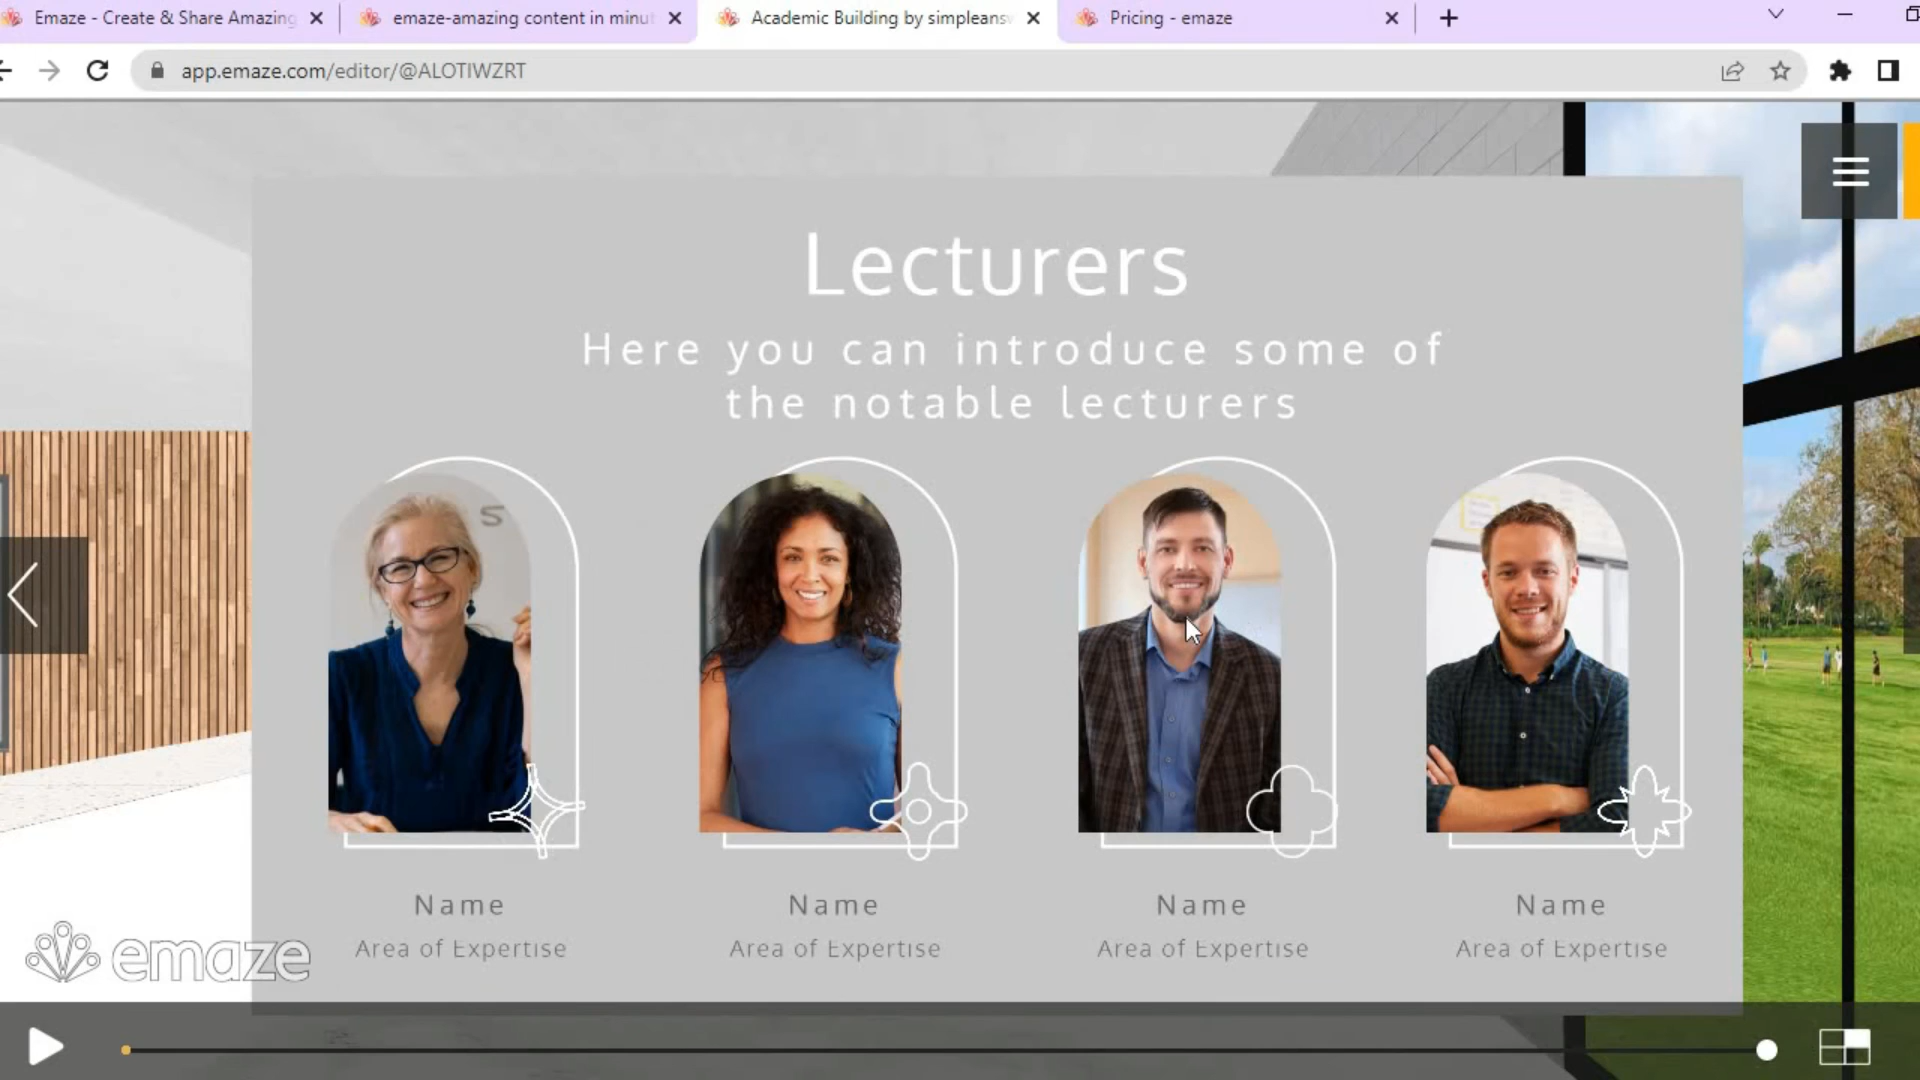 Emaze - Create & Share Amazing
emaze-amazing content in minu
Academic Building by simpleans
Pricing - emaze
app.emaze.com/editor/@ALOTIWZRT
Lecturers
Here you can introduce some of
the notable lecturers
S
Name
Name
Name
Name
Area of Expertise
Area of Expertise
Area of Expertise
Area of Expertise
emaze